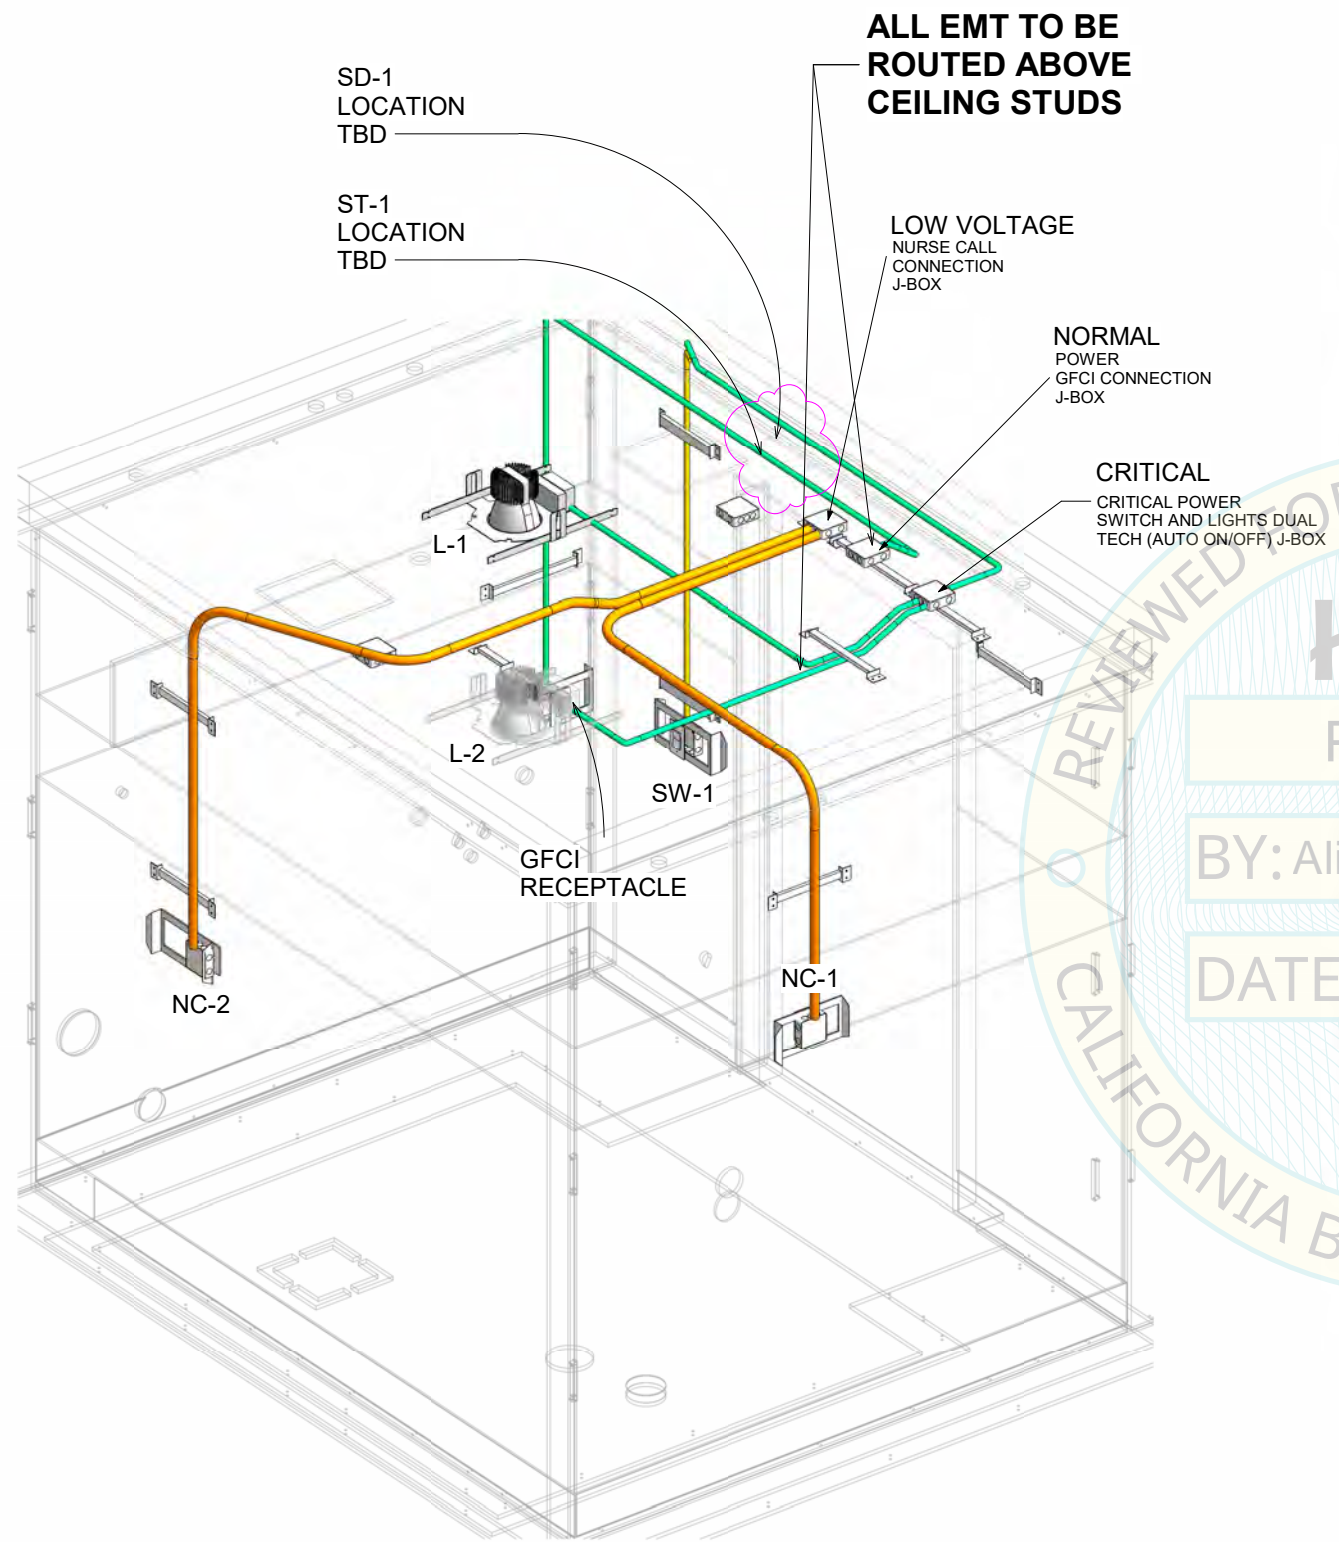 ALL EMT TO BE
ROUTED ABOVE
CEILING STUDS
SD-1
LOCATION
TBD
ST-1
LOCATION
TBD
LOW VOLTAGE
NURSE CALL
CONNECTION
J-BOX
NORMAL
POWER
GFCI CONNECTION
J-BOX
CRITICAL
CRITICAL POWER
SWITCH AND LIGHTS DUAL
TECH (AUTO ON/OFF) J-BOX
L-1
L-2
SW-1
GFCI
RECEPTACLE
NC-1
NC-2
REVIEWED FOR
BY: Ali
DATE
CALIFORNIA B